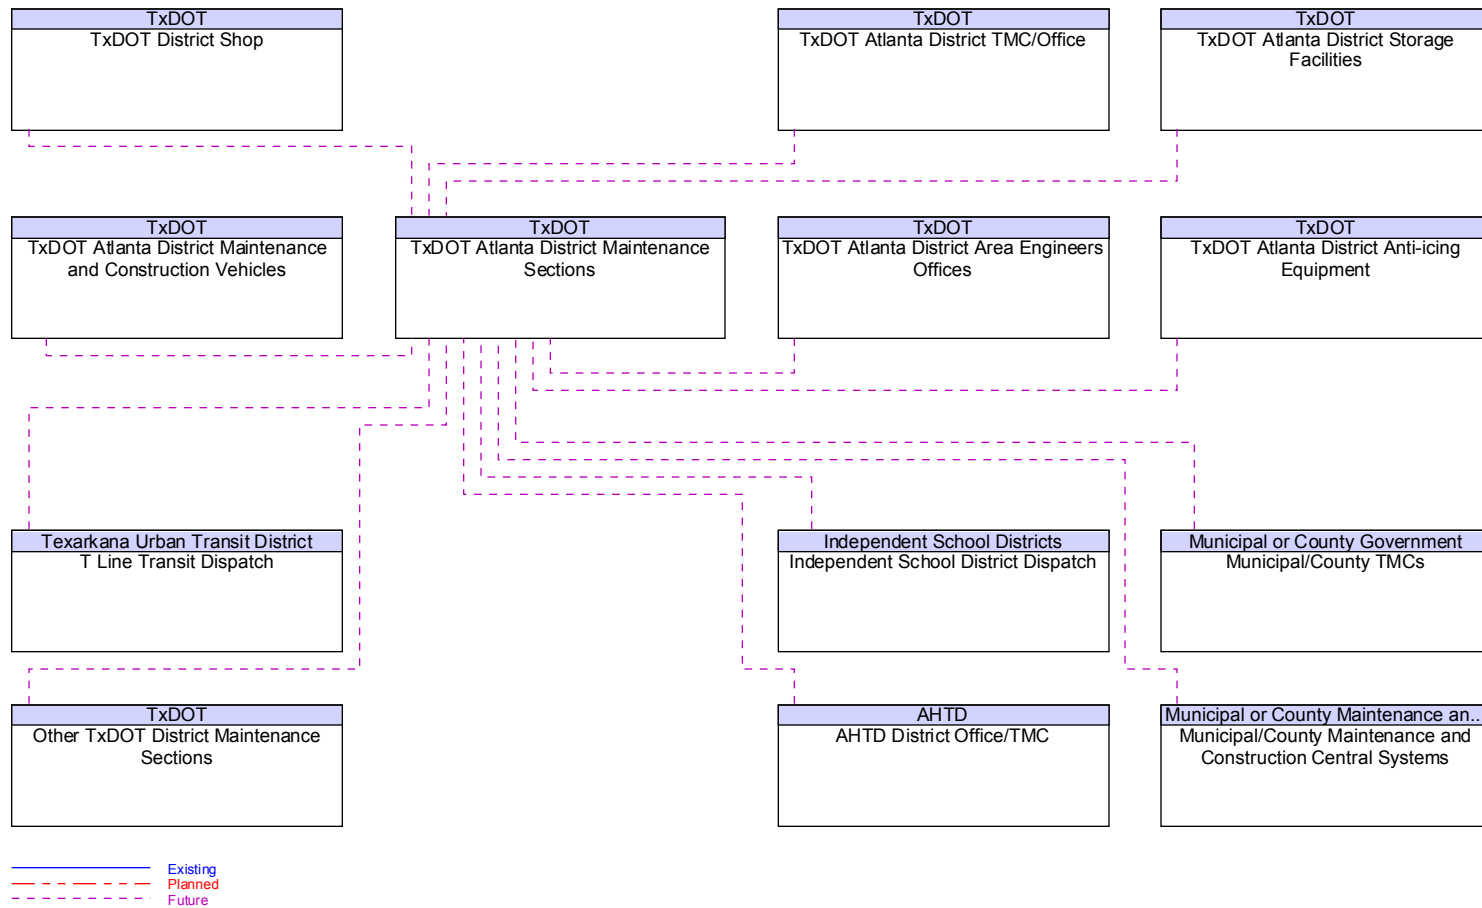 TxDOT
TxDOT District Shop
TxDOT
TxDOT Atlanta District TMC/Office
TxDOT
TxDOT Atlanta District Storage
Facilities
TxDOT
TxDOT Atlanta District Maintenance
and Construction Vehicles
TxDOT
TxDOT Atlanta District Maintenance
Sections
TxDOT
TxDOT Atlanta District Area Engineers
Offices
TxDOT
TxDOT Atlanta District Anti-icing
Equipment
Texarkana Urban Transit District
T Line Transit Dispatch
Independent School Districts
Independent School District Dispatch
Municipal or County Government
Municipal/County TMCs
TxDOT
Other TxDOT District Maintenance
Sections
AHTD
AHTD District Office/TMC
Municipal or County Maintenance an..
Municipal/County Maintenance and
Construction Central Systems
Existing
Planned
Future